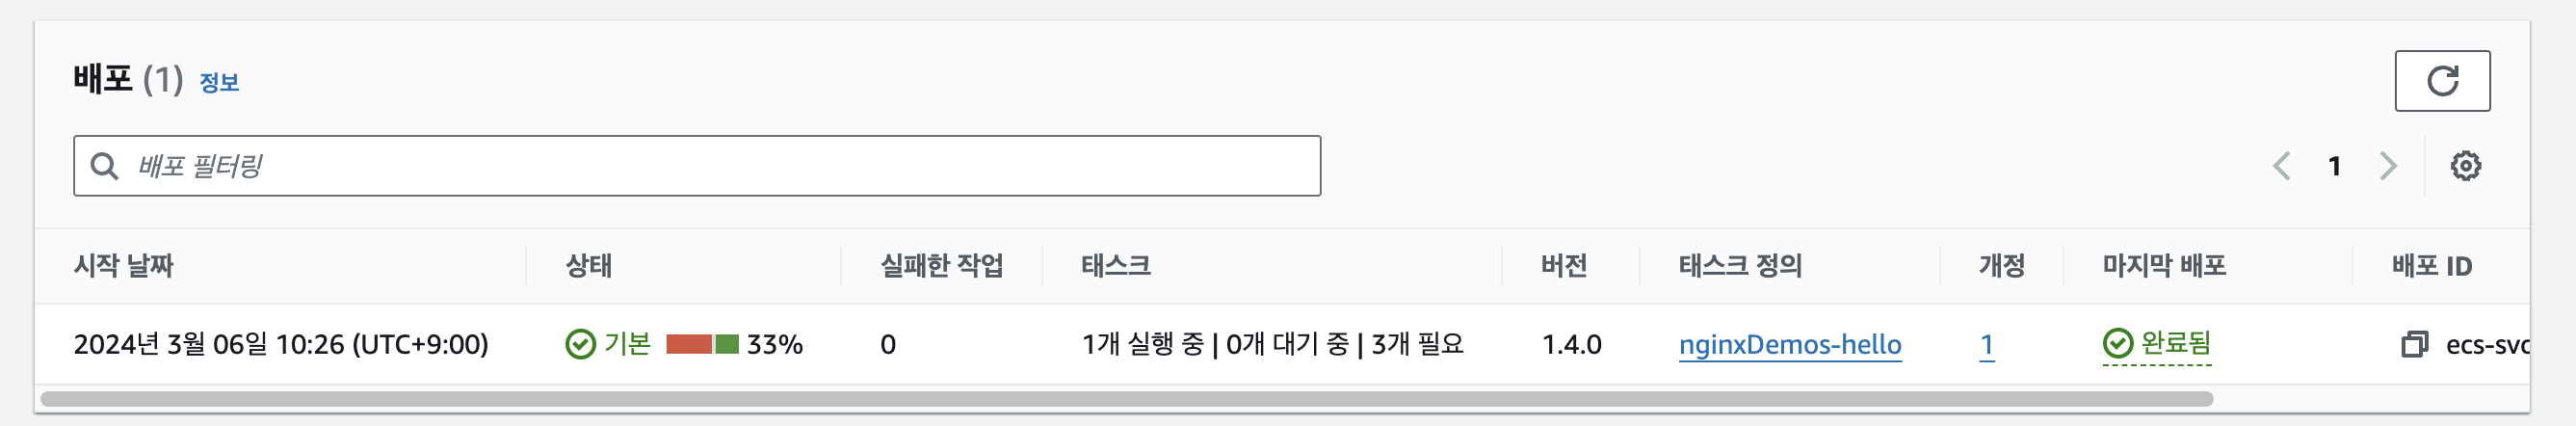 배포 (1) 정보
배포 필터링
1
시작 날짜 상태 실패한 작업 태스크 버전 태스크 정의 개정 마지막 배포 배포 ID
2024년 3월 06일 10:26 (UTC+9:00) 기본 33% 0 1개 실행 중 | 0개 대기 중 | 3개 필요 1.4.0 nginxDemos-hello 1 완료됨 ecs-svc